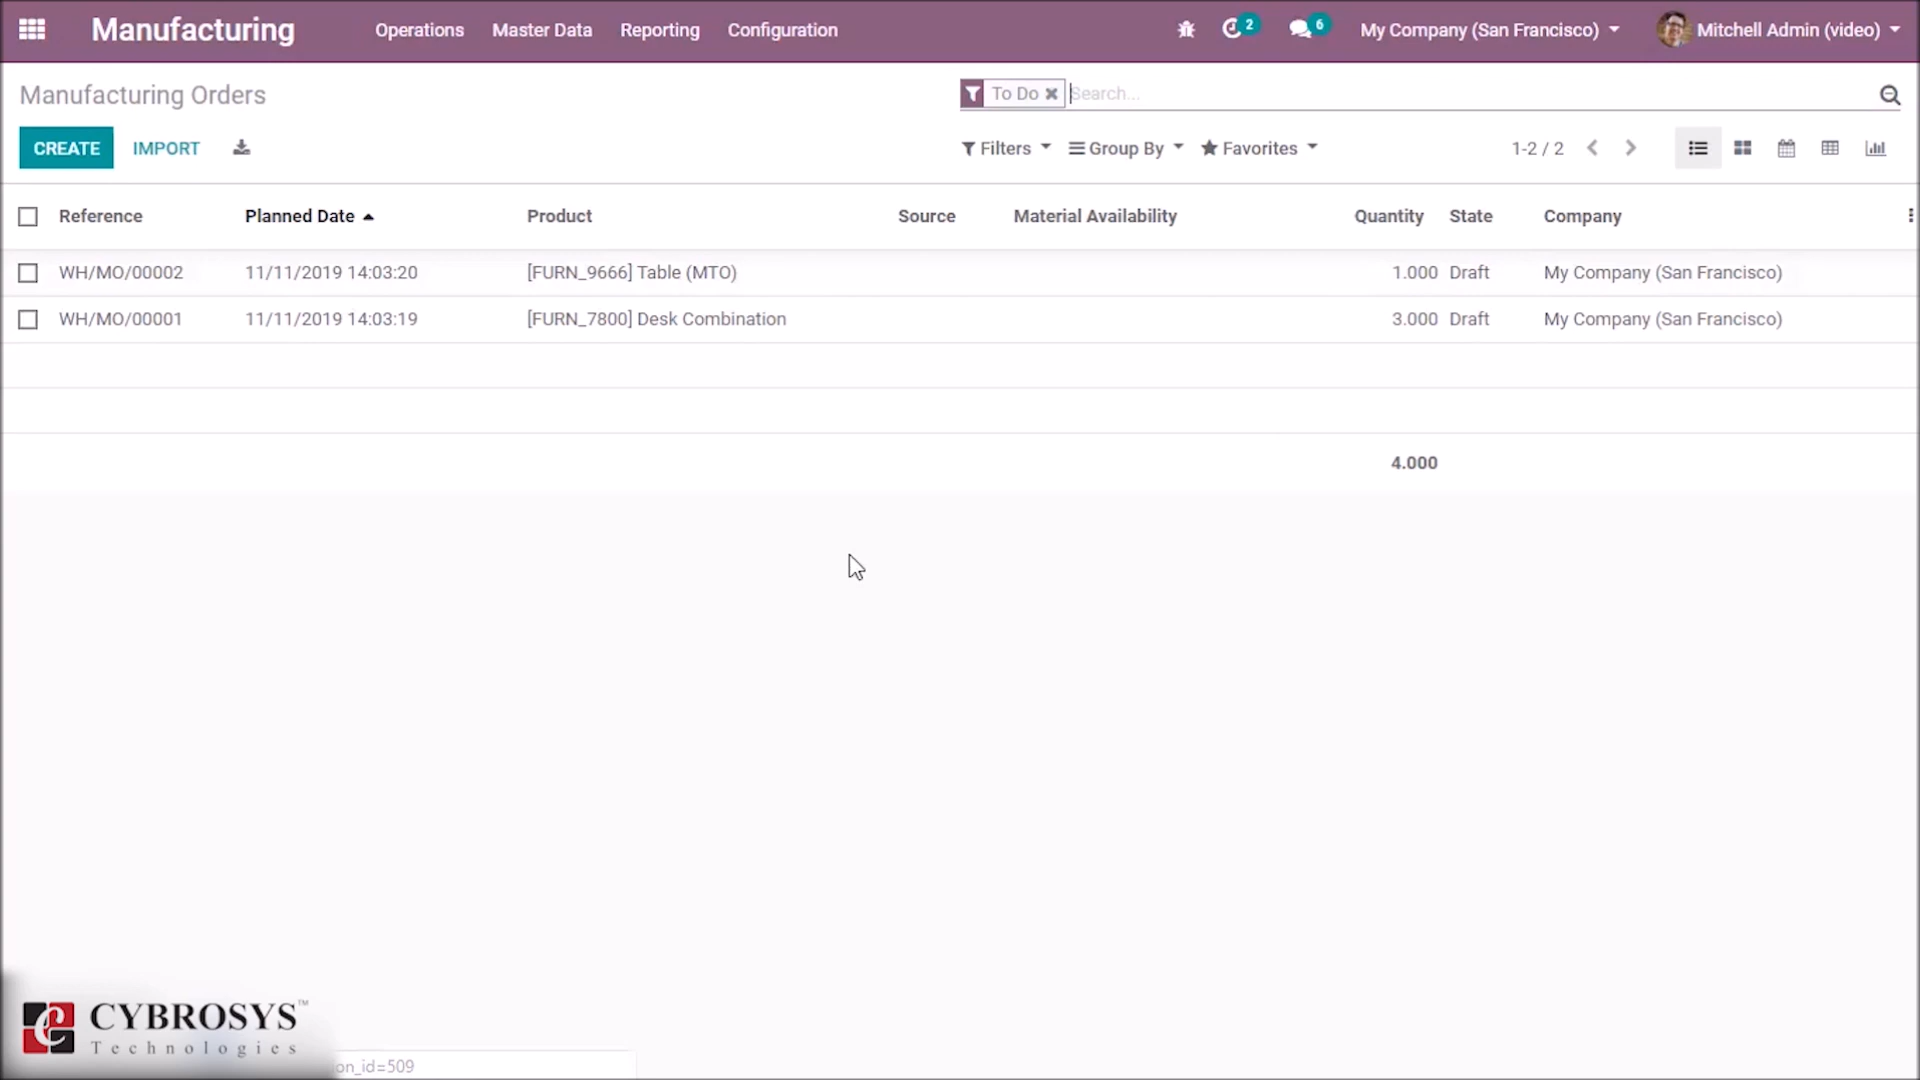 Manufacturing Operations Master Data Reporting Configuration 2 6 My Company (San Francisco) Mitchell Admin (video)
Manufacturing Orders To Do Search...
CREATE IMPORT Filters Group By Favorites 1-2 / 2
Reference Planned Date Product Source Material Availability Quantity State Company
WH/MO/00002 11/11/2019 14:03:20 [FURN_9666] Table (MTO) 1.000 Draft My Company (San Francisco)
WH/MO/00001 11/11/2019 14:03:19 [FURN_7800] Desk Combination 3.000 Draft My Company (San Francisco)
4.000
CYBROSYS™
Technologies
on_id=509